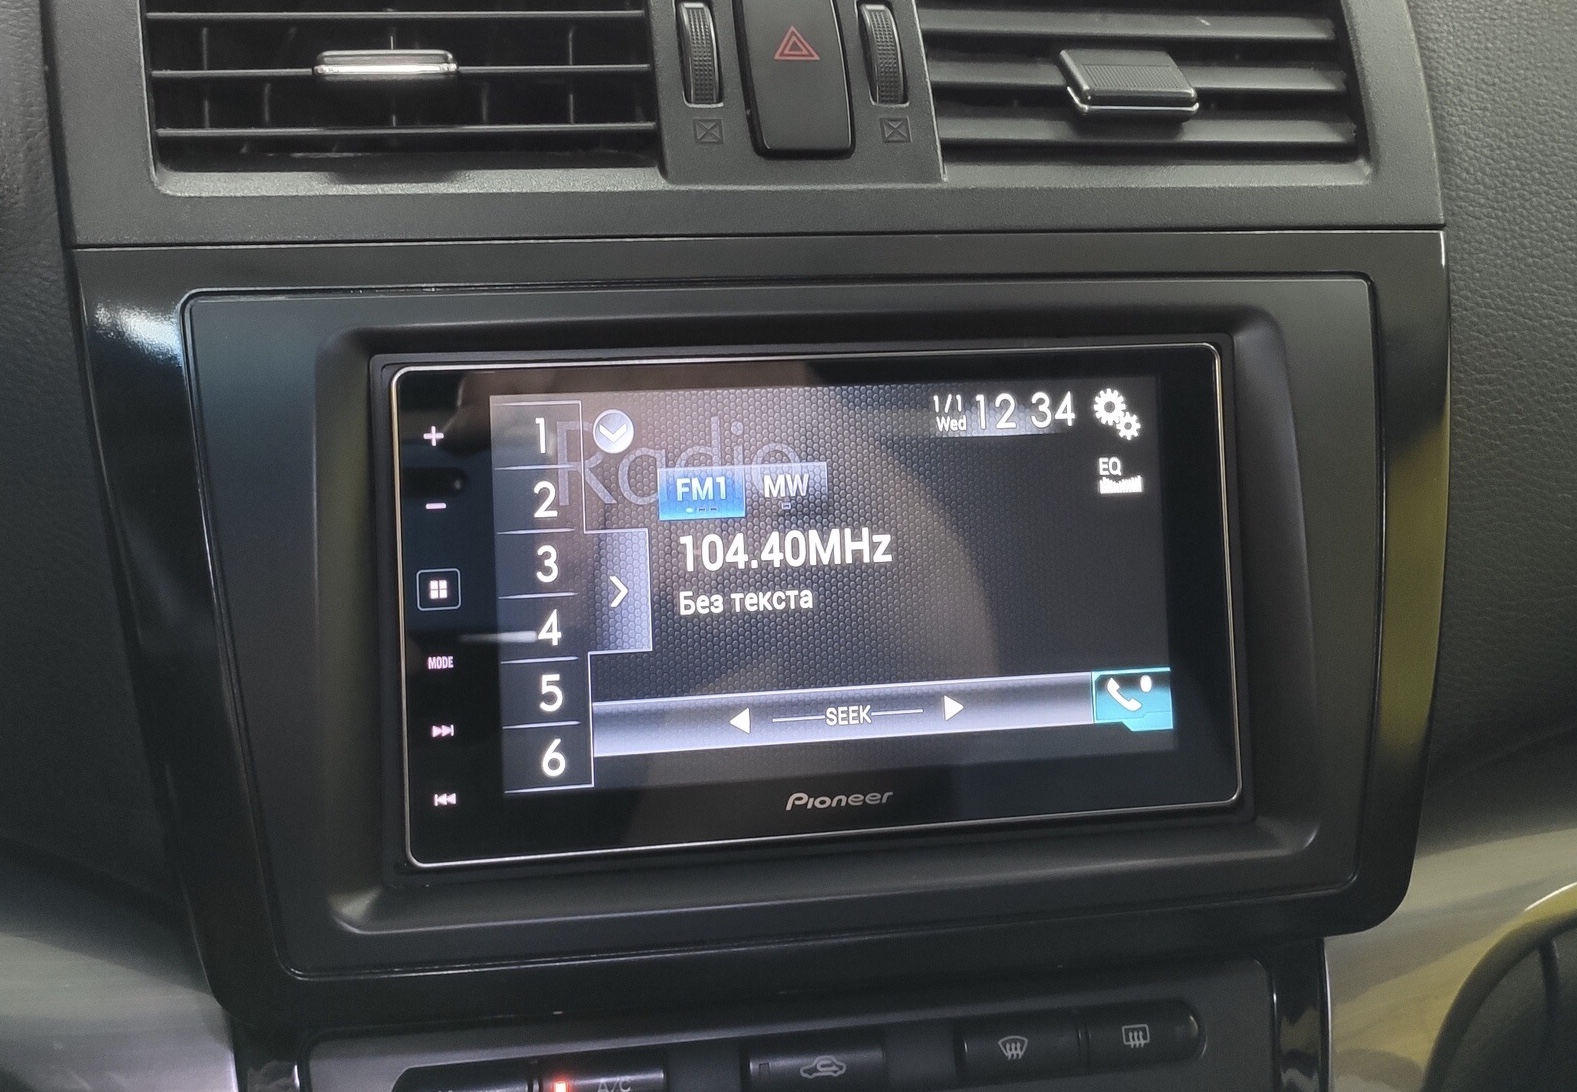 1
Radio
1/1
Wed
12 34
2
FM1
MW
EQ
3
104.40MHz
Без текста
4
MODE
5
SEEK
6
Pioneer
A/C